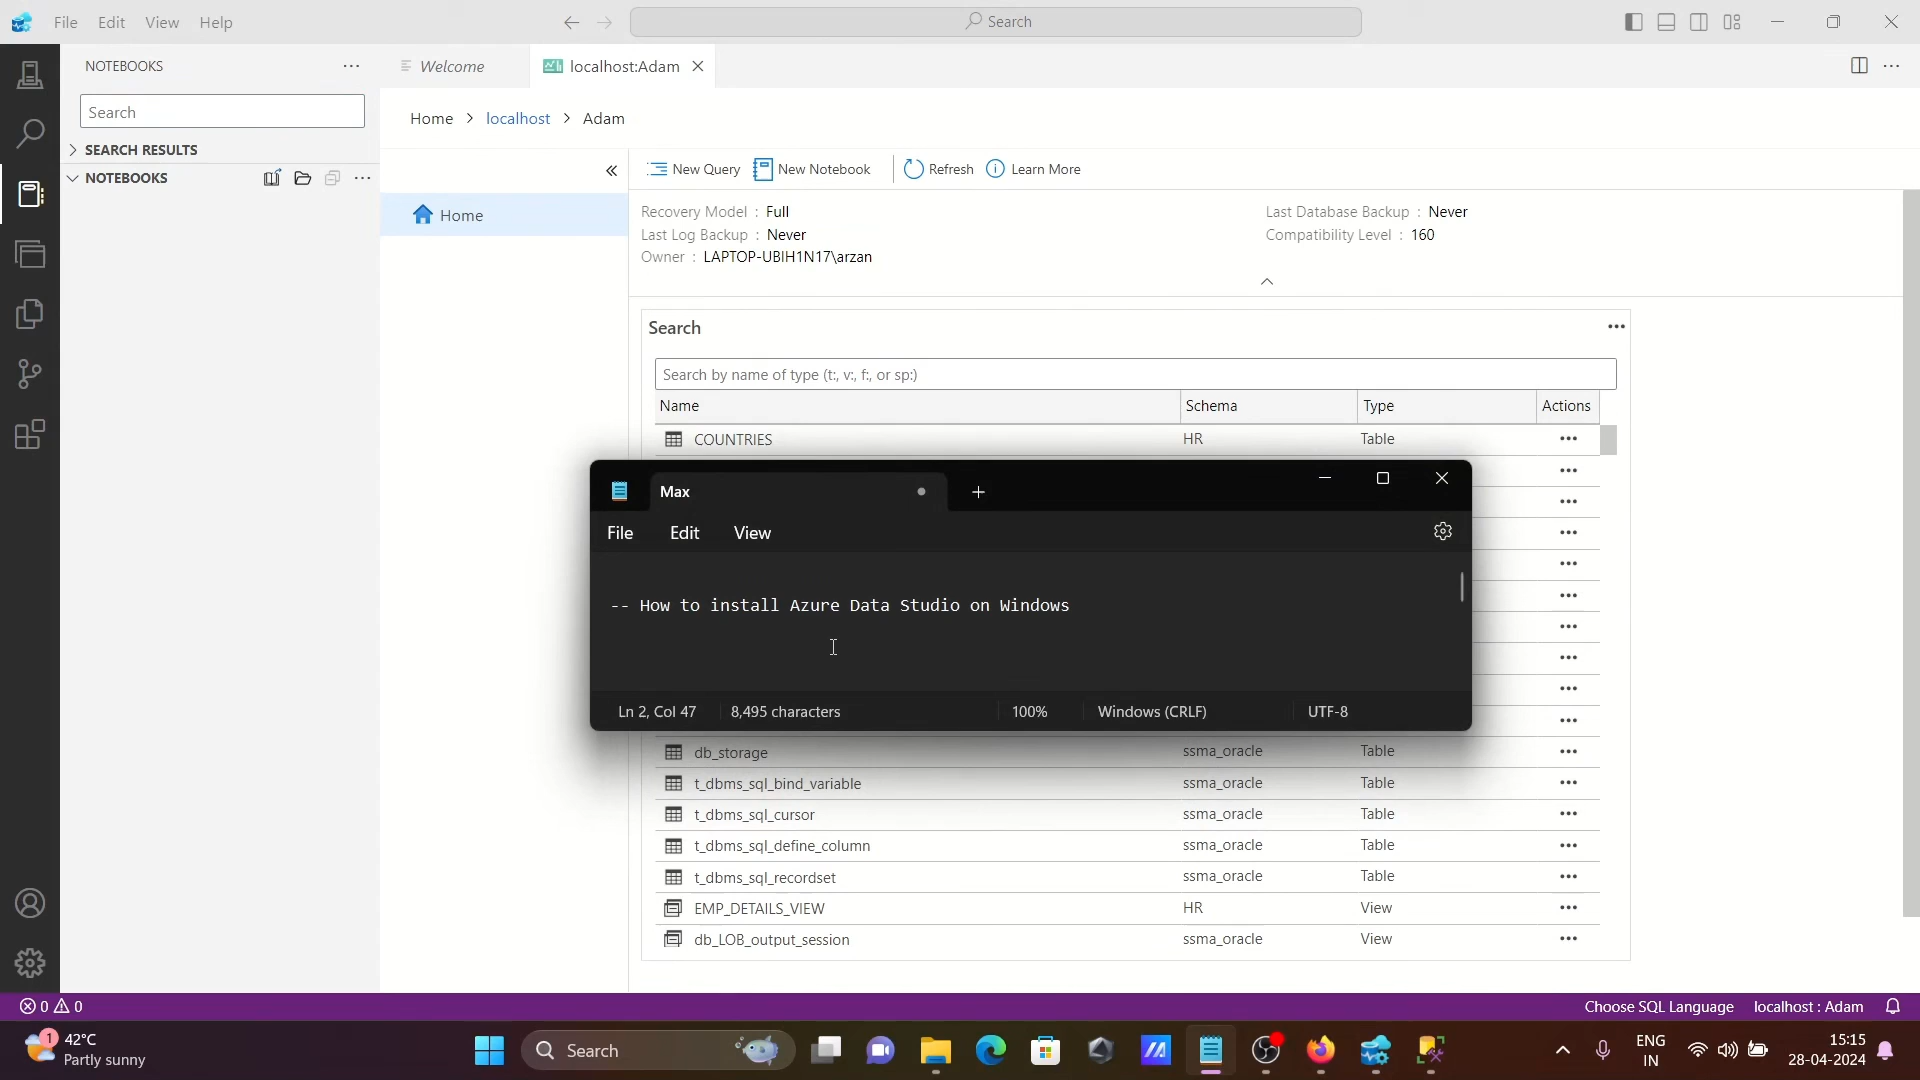 File Edit View Help
Search
NOTEBOOKS
Welcome
localhost:Adam
Search
SEARCH RESULTS
NOTEBOOKS
Home > localhost > Adam
New Query New Notebook Refresh Learn More
Home
Recovery Model : Full
Last Database Backup : Never
Last Log Backup : Never
Compatibility Level : 160
Owner : LAPTOP-UBIH1N17\arzan
Search
Search by name of type (t:, v:, f:, or sp:)
Name Schema Type Actions
COUNTRIES HR Table
Max
File Edit View
-- How to install Azure Data Studio on Windows
Ln 2, Col 47 8,495 characters 100% Windows (CRLF) UTF-8
db_storage ssma_oracle Table
t_dbms_sql_bind_variable ssma_oracle Table
t_dbms_sql_cursor ssma_oracle Table
t_dbms_sql_define_column ssma_oracle Table
t_dbms_sql_recordset ssma_oracle Table
EMP_DETAILS_VIEW HR View
db_LOB_output_session ssma_oracle View
0 0
Choose SQL Language localhost : Adam
1
42°C
Partly sunny
Search
ENG
IN
15:15
28-04-2024